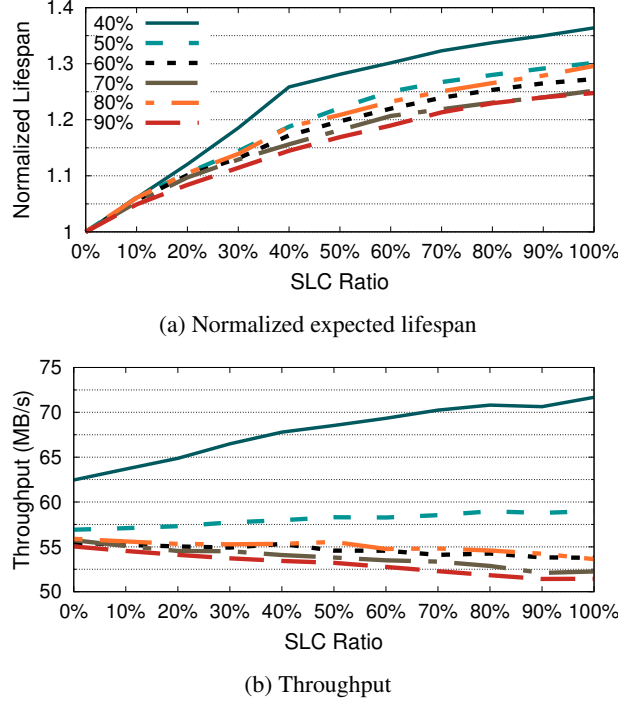 1.4
1.3
1.2
1.1
1
Normalized Lifespan
40%
50%
60%
70%
80%
90%
0% 10% 20% 30% 40% 50% 60% 70% 80% 90% 100%
SLC Ratio
(a) Normalized expected lifespan
75
70
65
60
55
50
Throughput (MB/s)
0% 10% 20% 30% 40% 50% 60% 70% 80% 90% 100%
SLC Ratio
(b) Throughput